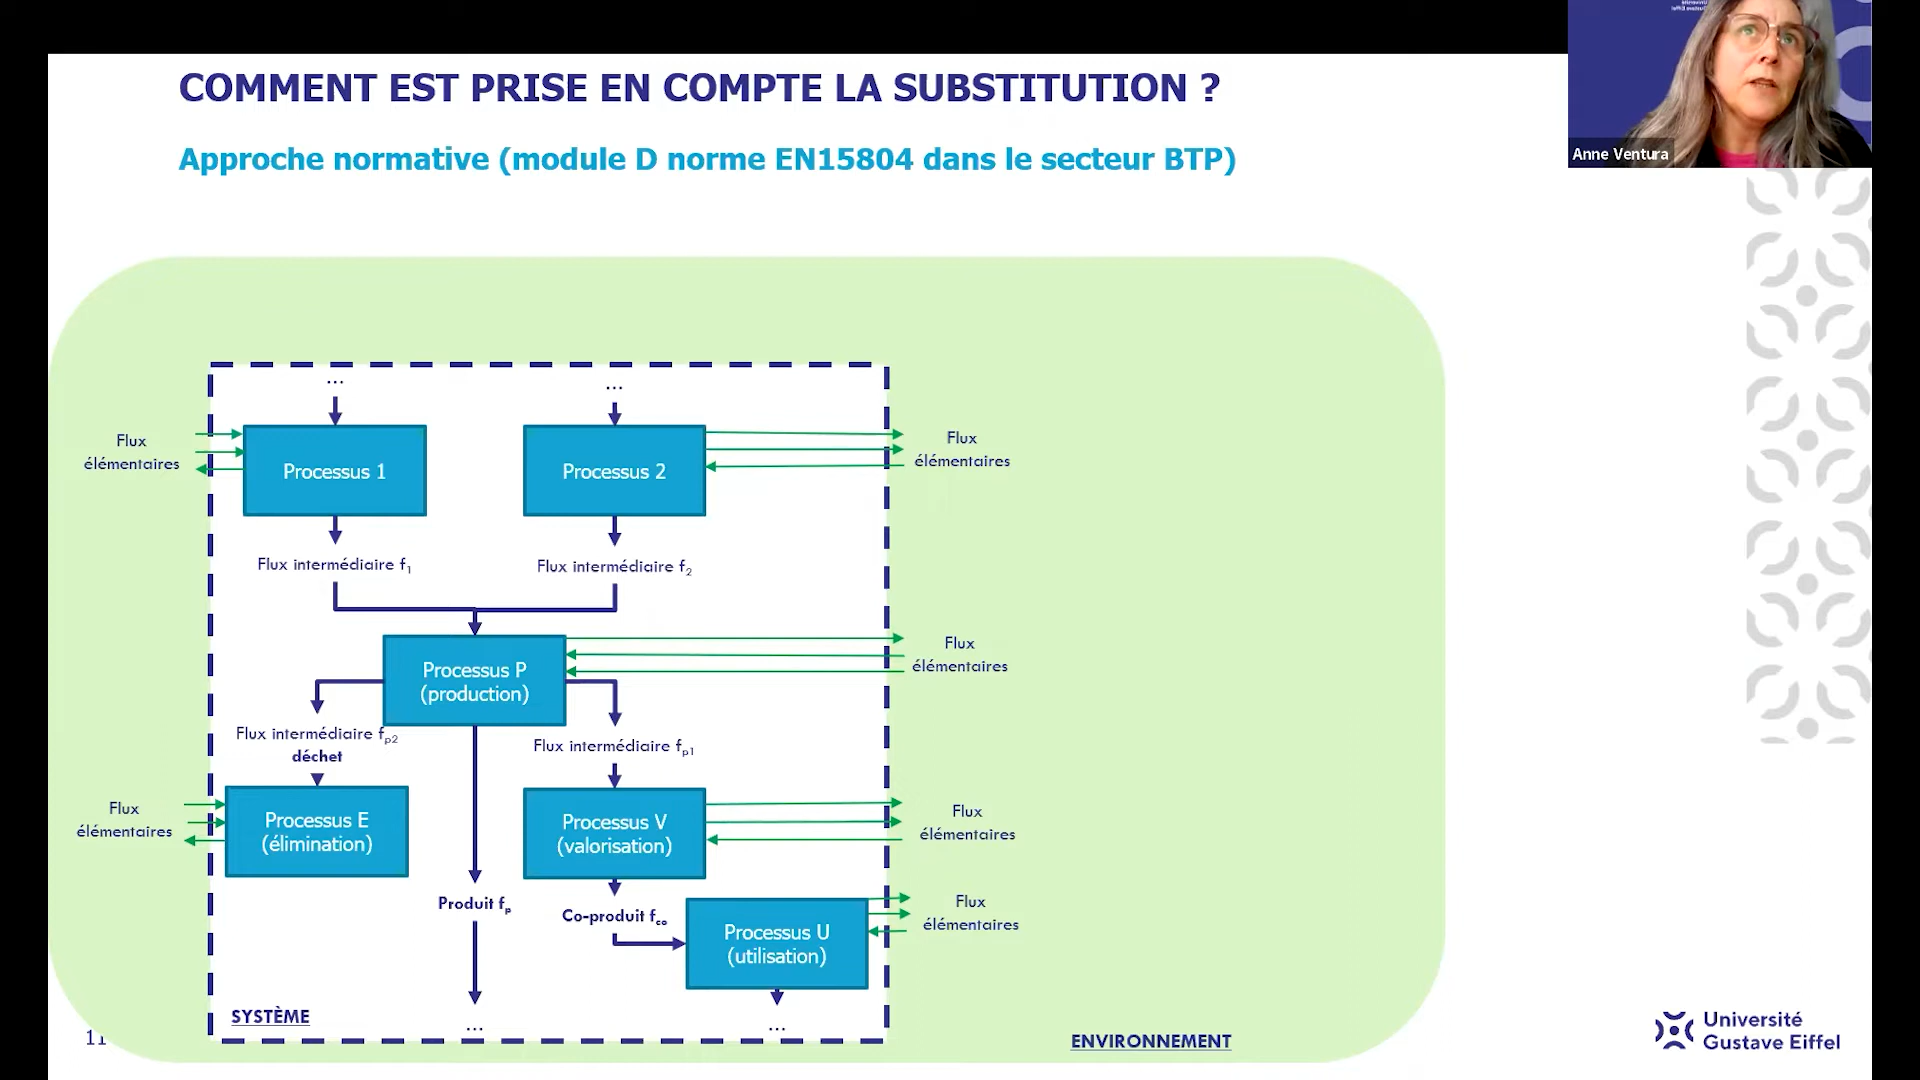 COMMENT EST PRISE EN COMPTE LA SUBSTITUTION ?
Approche normative (module D norme EN15804 dans le secteur BTP)
Anne Ventura
...
...
Flux
élémentaires
Processus 1
Processus 2
Flux
élémentaires
Flux intermédiaire f1
Flux intermédiaire f2
Processus P
(production)
Flux
élémentaires
Flux intermédiaire fp2
déchet
Flux intermédiaire fp1
Flux
élémentaires
Processus E
(élimination)
Processus V
(valorisation)
Flux
élémentaires
Produit fp
Co-produit fco
Processus U
(utilisation)
Flux
élémentaires
SYSTÈME
...
...
ENVIRONNEMENT
11
Université
Gustave Eiffel